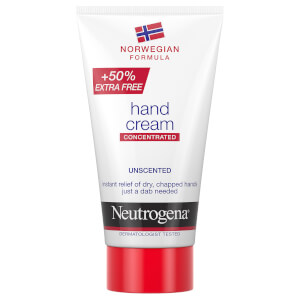 NORWEGIAN
FORMULA
+50%
EXTRA FREE
hand
cream
CONCENTRATED
UNSCENTED
instant relief of dry, chapped hands
just a dab needed
Neutrogena®
DERMATOLOGIST TESTED